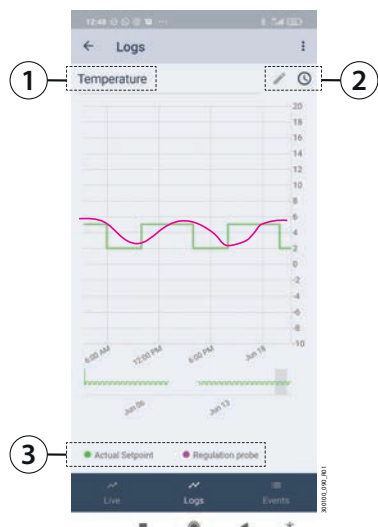 12:48
Logs
1
Temperature
2
20
18
16
14
12
10
8
6
4
2
0
-2
-4
-6
-8
-10
6:00 AM 12:00 PM 6:00 PM Jun 19
Jun 06 Jun 13
3
Actual Setpoint Regulation probe
Live Logs Events
300100_090_R01